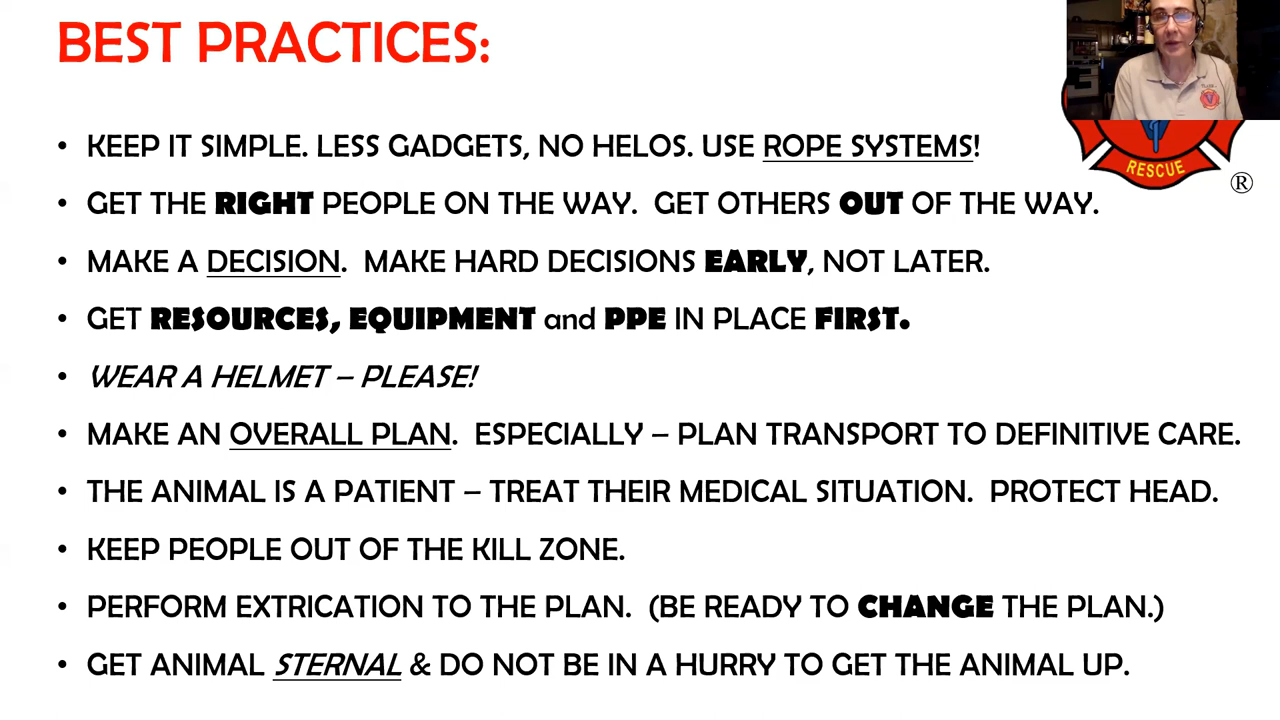 BEST PRACTICES:
• KEEP IT SIMPLE. LESS GADGETS, NO HELOS. USE ROPE SYSTEMS!
• GET THE RIGHT PEOPLE ON THE WAY. GET OTHERS OUT OF THE WAY.
• MAKE A DECISION. MAKE HARD DECISIONS EARLY, NOT LATER.
• GET RESOURCES, EQUIPMENT and PPE IN PLACE FIRST.
• WEAR A HELMET – PLEASE!
• MAKE AN OVERALL PLAN. ESPECIALLY – PLAN TRANSPORT TO DEFINITIVE CARE.
• THE ANIMAL IS A PATIENT – TREAT THEIR MEDICAL SITUATION. PROTECT HEAD.
• KEEP PEOPLE OUT OF THE KILL ZONE.
• PERFORM EXTRICATION TO THE PLAN. (BE READY TO CHANGE THE PLAN.)
• GET ANIMAL STERNAL & DO NOT BE IN A HURRY TO GET THE ANIMAL UP.
RESCUE
®